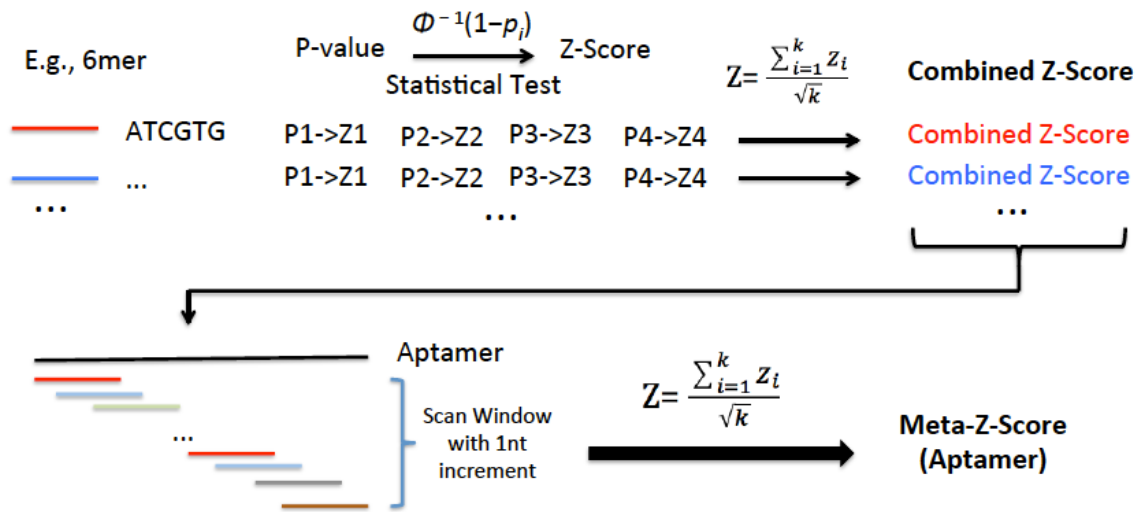 E.g., 6mer
P-value Φ⁻¹(1−pᵢ) Z-Score
Statistical Test
Z= ∑ᵏᵢ₌₁ Zᵢ / √k
Combined Z-Score
ATCGTG P1->Z1 P2->Z2 P3->Z3 P4->Z4 Combined Z-Score
... P1->Z1 P2->Z2 P3->Z3 P4->Z4 Combined Z-Score
... ... ...
Aptamer
...
Scan Window
with 1nt
increment
Z= ∑ᵏᵢ₌₁ Zᵢ / √k
Meta-Z-Score
(Aptamer)